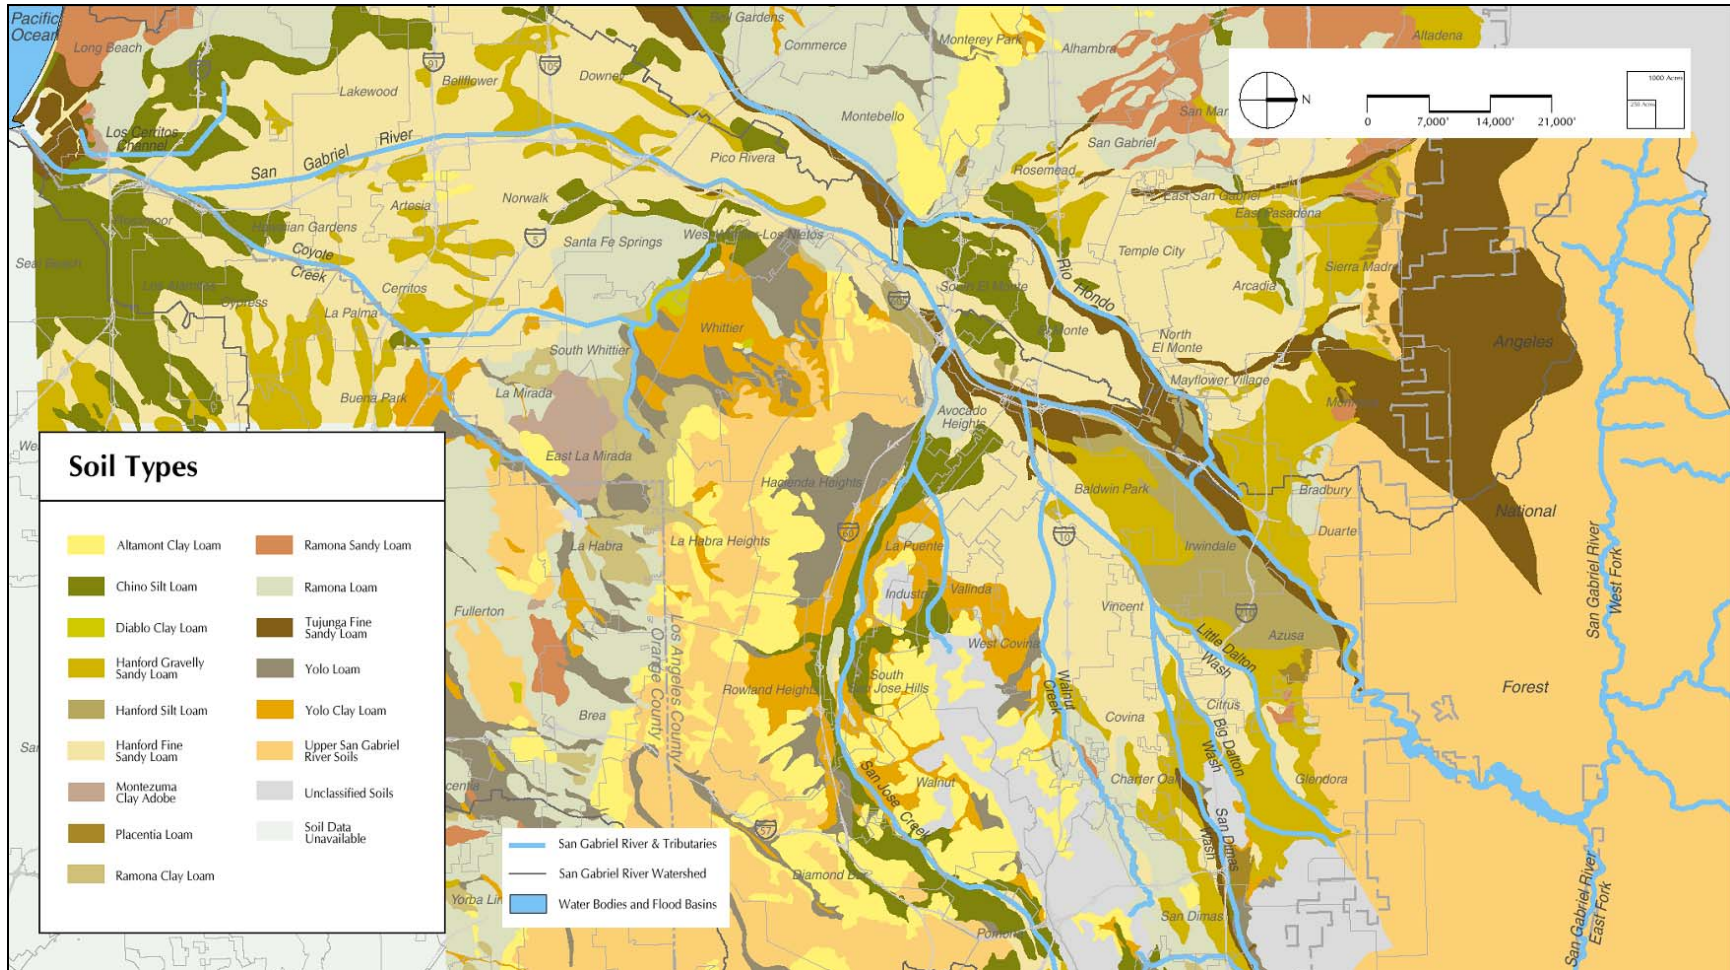 Pacific
Ocean
Long Beach
Bell Gardens
Commerce
Monterey Park
Alhambra
Altadena
91
105
Bellflower
Downey
Lakewood
Montebello
San Gabriel
Los Cerritos
Channel
San Gabriel River
Pico Rivera
Rosemead
East San Gabriel
East Pasadena
Norwalk
Artesia
Hawaiian Gardens
5
Santa Fe Springs
West Whittier-Los Nietos
Temple City
Coyote
Creek
Rio Hondo
Sierra Madre
Seal Beach
Los Alamitos
Cypress
Cerritos
La Palma
South El Monte
Arcadia
El Monte
North
El Monte
Whittier
South Whittier
Angeles
Mayflower Village
Buena Park
La Mirada
Monrovia
Avocado
Heights
East La Mirada
Hacienda Heights
Baldwin Park
Bradbury
National
Duarte
La Habra
La Habra Heights
60
La Puente
10
Irwindale
Industry
Valinda
Fullerton
Vincent
210
Azusa
West Covina
Los Angeles County
Orange County
Little Dalton
Wash
San Gabriel River
West Fork
Rowland Heights
South
San Jose Hills
Walnut
Creek
Forest
Brea
Covina
Citrus
Big Dalton
Wash
San Jose Creek
Walnut
Charter Oak
Glendora
San Dimas
Wash
57
Diamond Bar
Yorba Lin
San Dimas
Pomona
San Gabriel River
East Fork
N
0
7,000'
14,000'
21,000'
1000 Acres
250 Acres
Soil Types
Altamont Clay Loam
Chino Silt Loam
Diablo Clay Loam
Hanford Gravelly
Sandy Loam
Hanford Silt Loam
Hanford Fine
Sandy Loam
Montezuma
Clay Adobe
Placentia Loam
Ramona Clay Loam
Ramona Sandy Loam
Ramona Loam
Tujunga Fine
Sandy Loam
Yolo Loam
Yolo Clay Loam
Upper San Gabriel
River Soils
Unclassified Soils
Soil Data
Unavailable
San Gabriel River & Tributaries
San Gabriel River Watershed
Water Bodies and Flood Basins